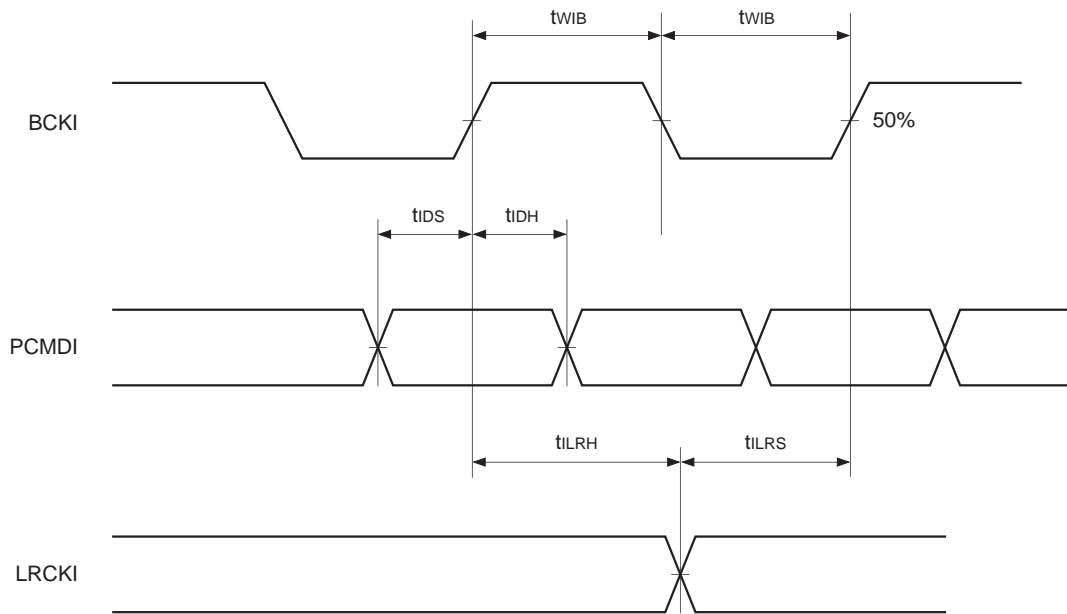 tWIB tWIB
BCKI
50%
tIDS tIDH
PCMDI
tILRH tILRS
LRCKI